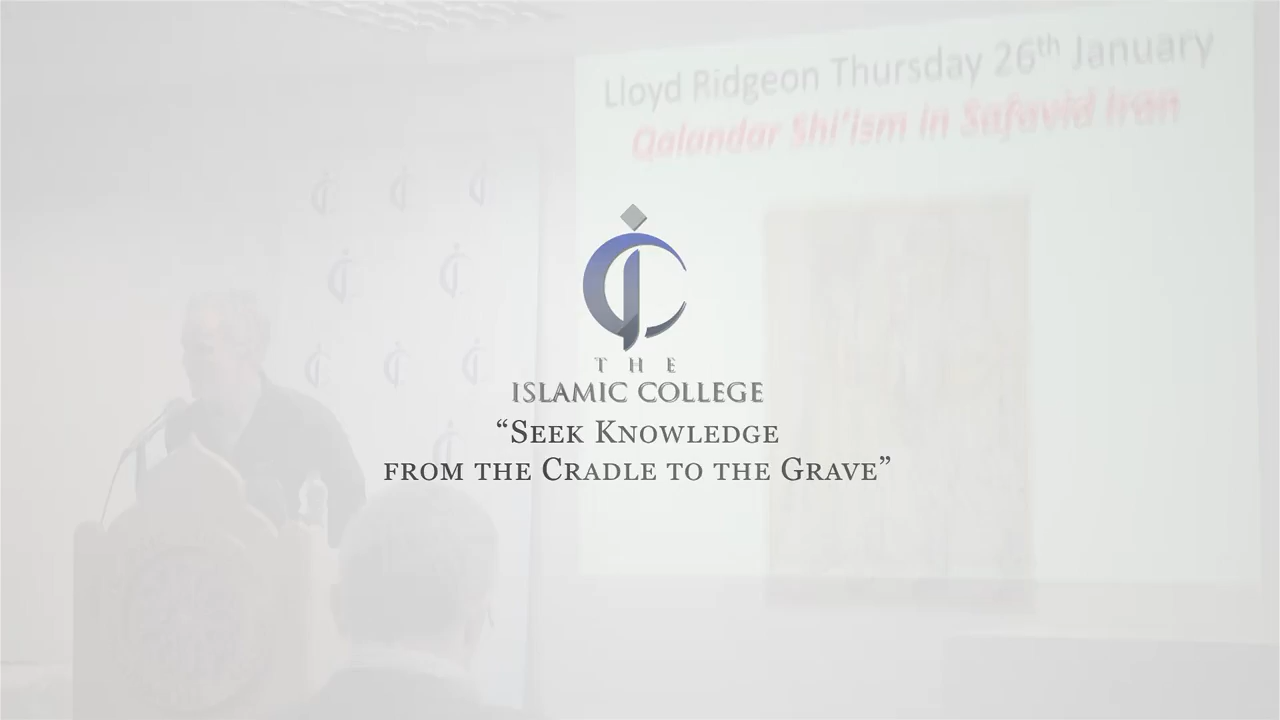 Lloyd Ridgeon Thursday 26th January
Qalandar Shi'ism in Safavid Iran
THE
ISLAMIC COLLEGE
“SEEK KNOWLEDGE
FROM THE CRADLE TO THE GRAVE”